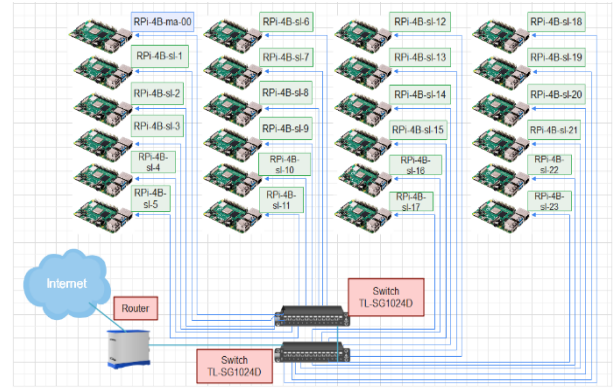 RPi-4B-ma-00
RPi-4B-sl-6
RPi-4B-sl-12
RPi-4B-sl-18
RPi-4B-sl-1
RPi-4B-sl-7
RPi-4B-sl-13
RPi-4B-sl-19
RPi-4B-sl-2
RPi-4B-sl-8
RPi-4B-sl-14
RPi-4B-sl-20
RPi-4B-sl-3
RPi-4B-sl-9
RPi-4B-sl-15
RPi-4B-sl-21
RPi-4B-
sl-4
RPi-4B-
sl-10
RPi-4B-
sl-16
RPi-4B-
sl-22
RPi-4B-
sl-5
RPi-4B-
sl-11
RPi-4B-
sl-17
RPi-4B-
sl-23
Internet
Router
Switch
TL-SG1024D
Switch
TL-SG1024D